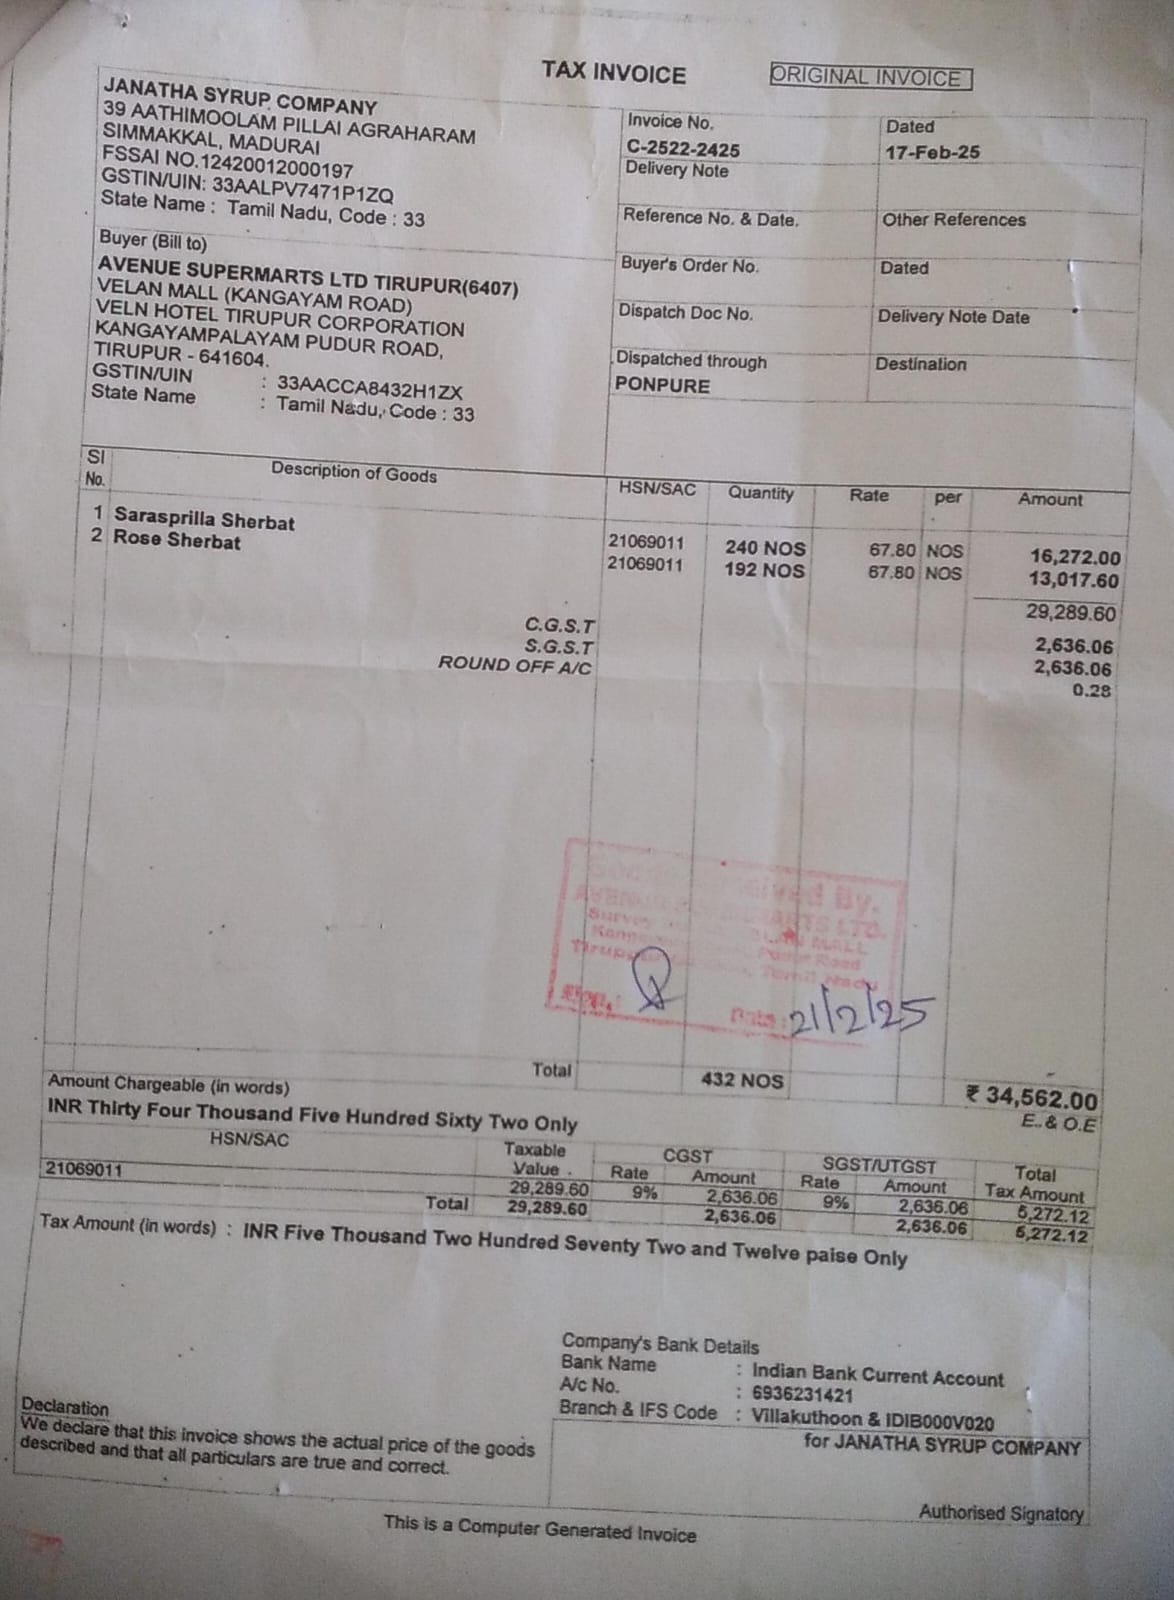 TAX INVOICE
ORIGINAL INVOICE
JANATHA SYRUP COMPANY
39 AATHIMOOLAM PILLAI AGRAHARAM
SIMMAKKAL, MADURAI
FSSAI NO.12420012000197
GSTIN/UIN: 33AALPV7471P1ZQ
State Name : Tamil Nadu, Code : 33
Invoice No.
C-2522-2425
Dated
17-Feb-25
Delivery Note
Reference No. & Date.
Other References
Buyer (Bill to)
AVENUE SUPERMARTS LTD TIRUPUR(6407)
VELAN MALL (KANGAYAM ROAD)
VELN HOTEL TIRUPUR CORPORATION
KANGAYAMPALAYAM PUDUR ROAD,
TIRUPUR - 641604.
GSTIN/UIN : 33AACCA8432H1ZX
State Name : Tamil Nadu, Code : 33
Buyer's Order No.
Dated
Dispatch Doc No.
Delivery Note Date
Dispatched through
PONPURE
Destination
Sl No. Description of Goods HSN/SAC Quantity Rate per Amount
1 Sarasprilla Sherbat 21069011 240 NOS 67.80 NOS 16,272.00
2 Rose Sherbat 21069011 192 NOS 67.80 NOS 13,017.60
29,289.60
C.G.S.T 2,636.06
S.G.S.T 2,636.06
ROUND OFF A/C 0.28
By.
LTD.
MALL
Road
Tamil Nadu
Date : 21/2/25
Total 432 NOS ₹ 34,562.00
Amount Chargeable (in words) E. & O.E
INR Thirty Four Thousand Five Hundred Sixty Two Only
HSN/SAC Taxable Value CGST SGST/UTGST Total Tax Amount
Rate Amount Rate Amount
21069011 29,289.60 9% 2,636.06 9% 2,636.06 5,272.12
Total 29,289.60 2,636.06 2,636.06 5,272.12
Tax Amount (in words) : INR Five Thousand Two Hundred Seventy Two and Twelve paise Only
Company's Bank Details
Bank Name : Indian Bank Current Account
A/c No. : 6936231421
Branch & IFS Code : Villakuthoon & IDIB000V020
Declaration
We declare that this invoice shows the actual price of the goods
described and that all particulars are true and correct.
for JANATHA SYRUP COMPANY
Authorised Signatory
This is a Computer Generated Invoice